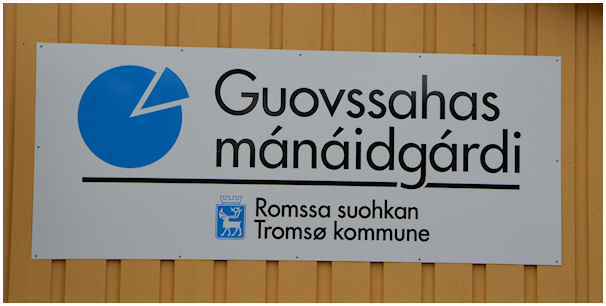 Guovssahas
mánáidgárdi
Romssa suohkan
Tromsø kommune